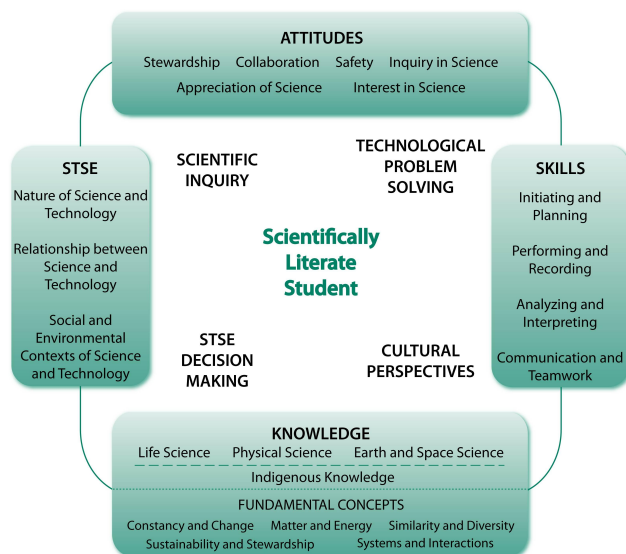 ATTITUDES
Stewardship Collaboration Safety Inquiry in Science
Appreciation of Science Interest in Science
STSE
Nature of Science and
Technology
Relationship between
Science and
Technology
Social and
Environmental
Contexts of Science
and Technology
SCIENTIFIC
INQUIRY
TECHNOLOGICAL
PROBLEM
SOLVING
Scientifically
Literate
Student
STSE
DECISION
MAKING
CULTURAL
PERSPECTIVES
SKILLS
Initiating and
Planning
Performing and
Recording
Analyzing and
Interpreting
Communication and
Teamwork
KNOWLEDGE
Life Science Physical Science Earth and Space Science
Indigenous Knowledge
FUNDAMENTAL CONCEPTS
Constancy and Change Matter and Energy Similarity and Diversity
Sustainability and Stewardship Systems and Interactions